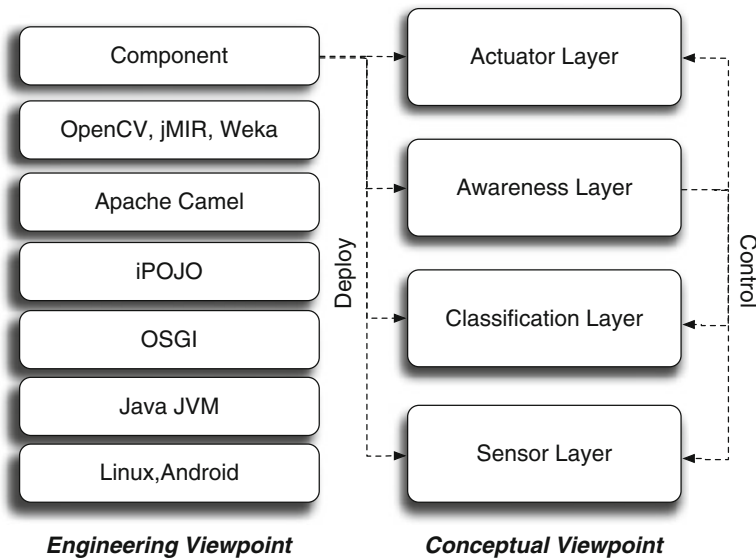 Component
OpenCV, jMIR, Weka
Apache Camel
iPOJO
OSGI
Java JVM
Linux,Android
Engineering Viewpoint
Deploy
Actuator Layer
Awareness Layer
Classification Layer
Sensor Layer
Conceptual Viewpoint
Control